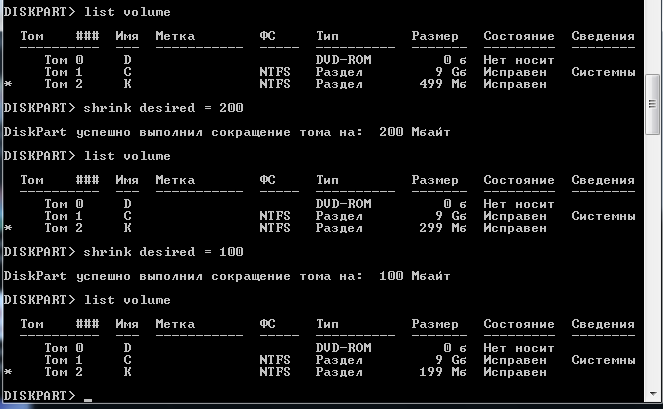 DISKPART> list volume
Том ### Имя Метка ФС Тип Размер Состояние Сведения
---------- --- ----------- ----- ---------- ------- --------- --------
Том 0 D DVD-ROM 0 б Нет носит
Том 1 C NTFS Раздел 9 Gб Исправен Системны
* Том 2 K NTFS Раздел 499 Mб Исправен
DISKPART> shrink desired = 200
DiskPart успешно выполнил сокращение тома на: 200 Mбайт
DISKPART> list volume
Том ### Имя Метка ФС Тип Размер Состояние Сведения
---------- --- ----------- ----- ---------- ------- --------- --------
Том 0 D DVD-ROM 0 б Нет носит
Том 1 C NTFS Раздел 9 Gб Исправен Системны
* Том 2 K NTFS Раздел 299 Mб Исправен
DISKPART> shrink desired = 100
DiskPart успешно выполнил сокращение тома на: 100 Mбайт
DISKPART> list volume
Том ### Имя Метка ФС Тип Размер Состояние Сведения
---------- --- ----------- ----- ---------- ------- --------- --------
Том 0 D DVD-ROM 0 б Нет носит
Том 1 C NTFS Раздел 9 Gб Исправен Системны
* Том 2 K NTFS Раздел 199 Mб Исправен
DISKPART> _